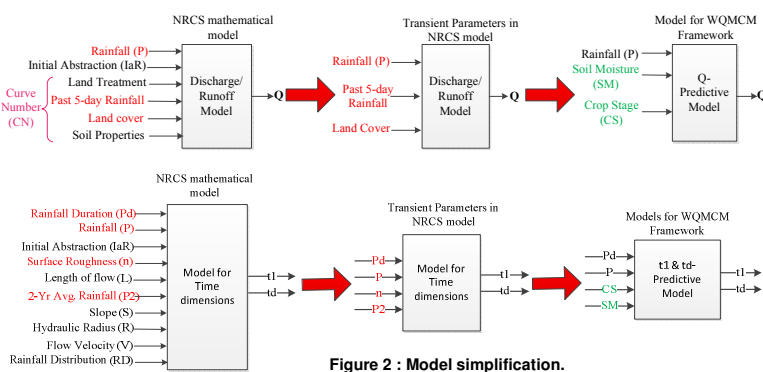 NRCS mathematical
model
Rainfall (P)
Initial Abstraction (IaR)
Land Treatment
Past 5-day Rainfall
Land cover
Soil Properties
Curve
Number
(CN)
Discharge/
Runoff
Model
Q
Transient Parameters in
NRCS model
Rainfall (P)
Past 5-day
Rainfall
Land Cover
Discharge/
Runoff
Model
Q
Model for WQMCM
Framework
Rainfall (P)
Soil Moisture
(SM)
Crop Stage
(CS)
Q-
Predictive
Model
Q
NRCS mathematical
model
Rainfall Duration (Pd)
Rainfall (P)
Initial Abstraction (IaR)
Surface Roughness (n)
Length of flow (L)
2-Yr Avg. Rainfall (P2)
Slope (S)
Hydraulic Radius (R)
Flow Velocity (V)
Rainfall Distribution (RD)
Model for
Time
dimensions
t1
td
Transient Parameters in
NRCS model
Pd
P
n
P2
Model for
Time
dimensions
t1
td
Models for WQMCM
Framework
Pd
P
CS
SM
t1 & td-
Predictive
Model
t1
td
Figure 2 : Model simplification.